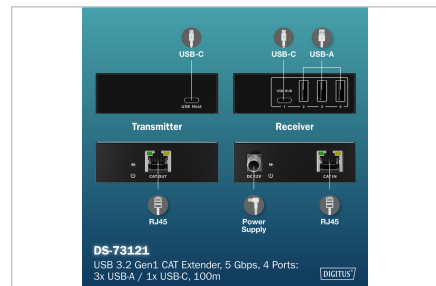 USB-C
USB-C
USB-A
USB Host
USB HUB
1 2 3 4
Transmitter
Receiver
CAT OUT
DC 12V
CAT IN
RJ45
Power
Supply
RJ45
DS-73121
USB 3.2 Gen1 CAT Extender, 5 Gbps, 4 Ports:
3x USB-A / 1x USB-C, 100m
DIGITUS®